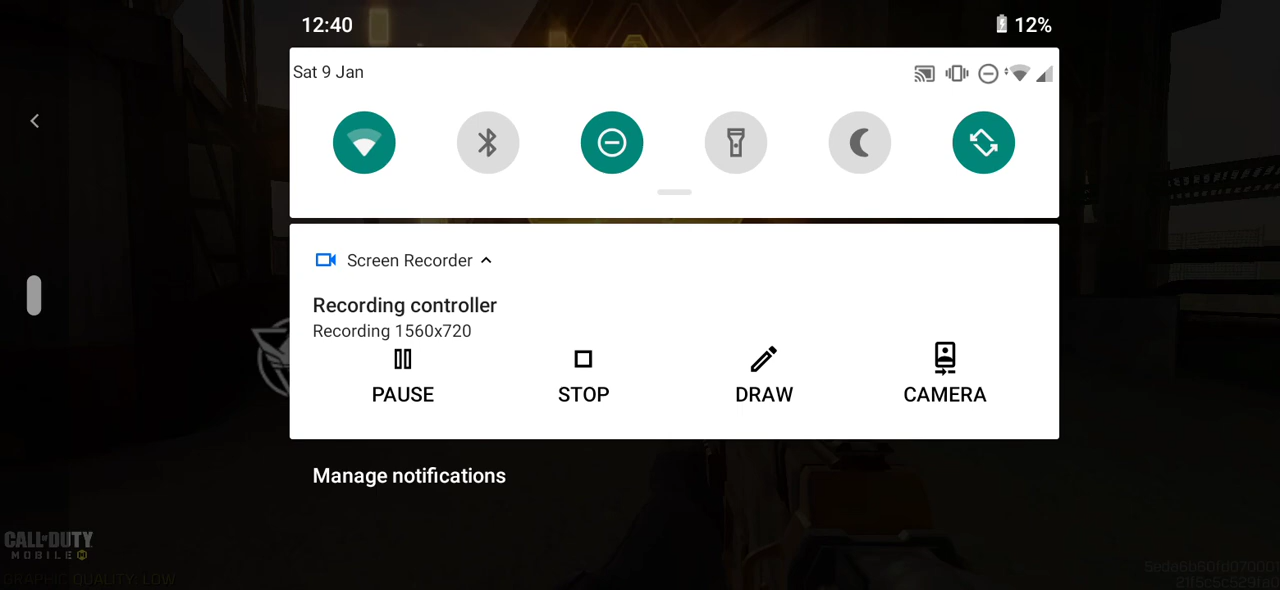 12:40
12%
Sat 9 Jan
Screen Recorder
Recording controller
Recording 1560x720
PAUSE
STOP
DRAW
CAMERA
Manage notifications
CALL OF DUTY
MOBILE
GRAPHIC QUALITY: LOW